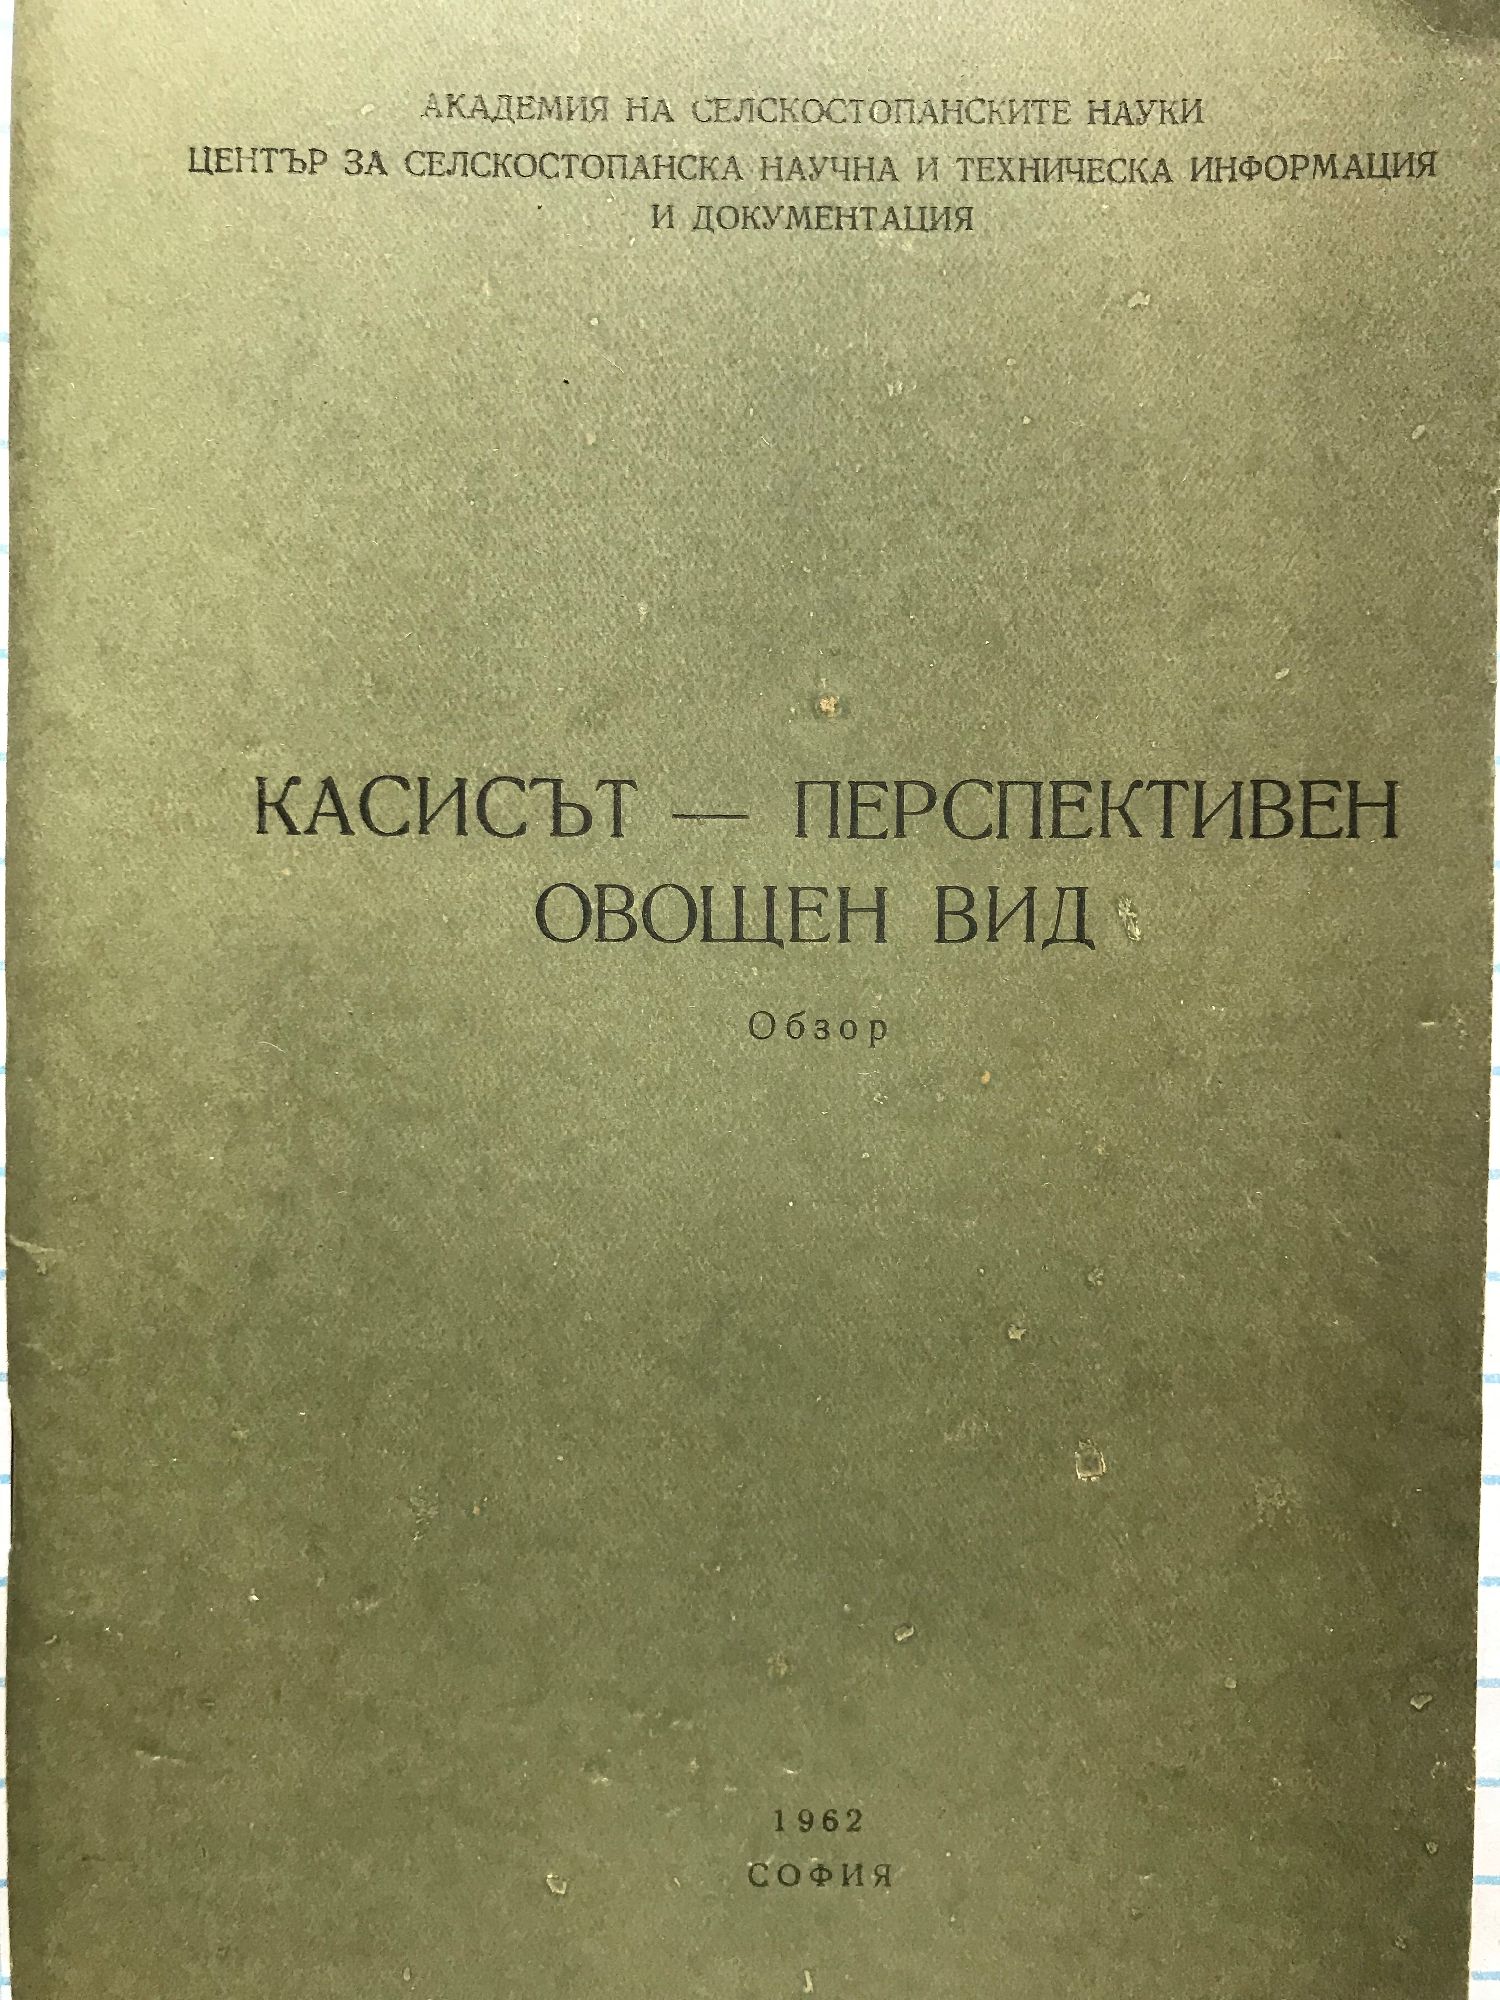 АКАДЕМИЯ НА СЕЛСКОСТОПАНСКИТЕ НАУКИ
ЦЕНТЪР ЗА СЕЛСКОСТОПАНСКА НАУЧНА И ТЕХНИЧЕСКА ИНФОРМАЦИЯ
И ДОКУМЕНТАЦИЯ
КАСИСЪТ — ПЕРСПЕКТИВЕН
ОВОЩЕН ВИД
Обзор
1962
СОФИЯ